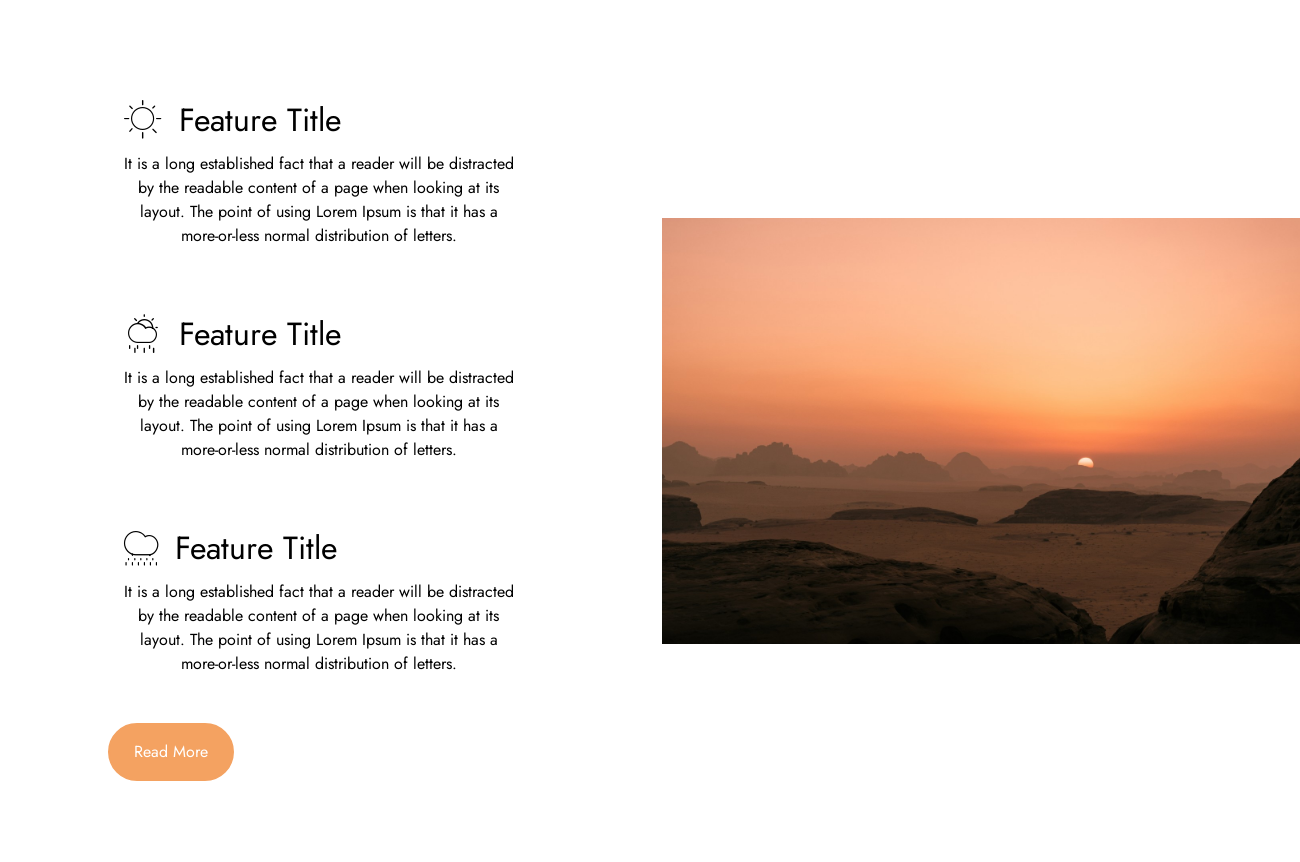 Feature Title
It is a long established fact that a reader will be distracted
by the readable content of a page when looking at its
layout. The point of using Lorem Ipsum is that it has a
more-or-less normal distribution of letters.
Feature Title
It is a long established fact that a reader will be distracted
by the readable content of a page when looking at its
layout. The point of using Lorem Ipsum is that it has a
more-or-less normal distribution of letters.
Feature Title
It is a long established fact that a reader will be distracted
by the readable content of a page when looking at its
layout. The point of using Lorem Ipsum is that it has a
more-or-less normal distribution of letters.
Read More